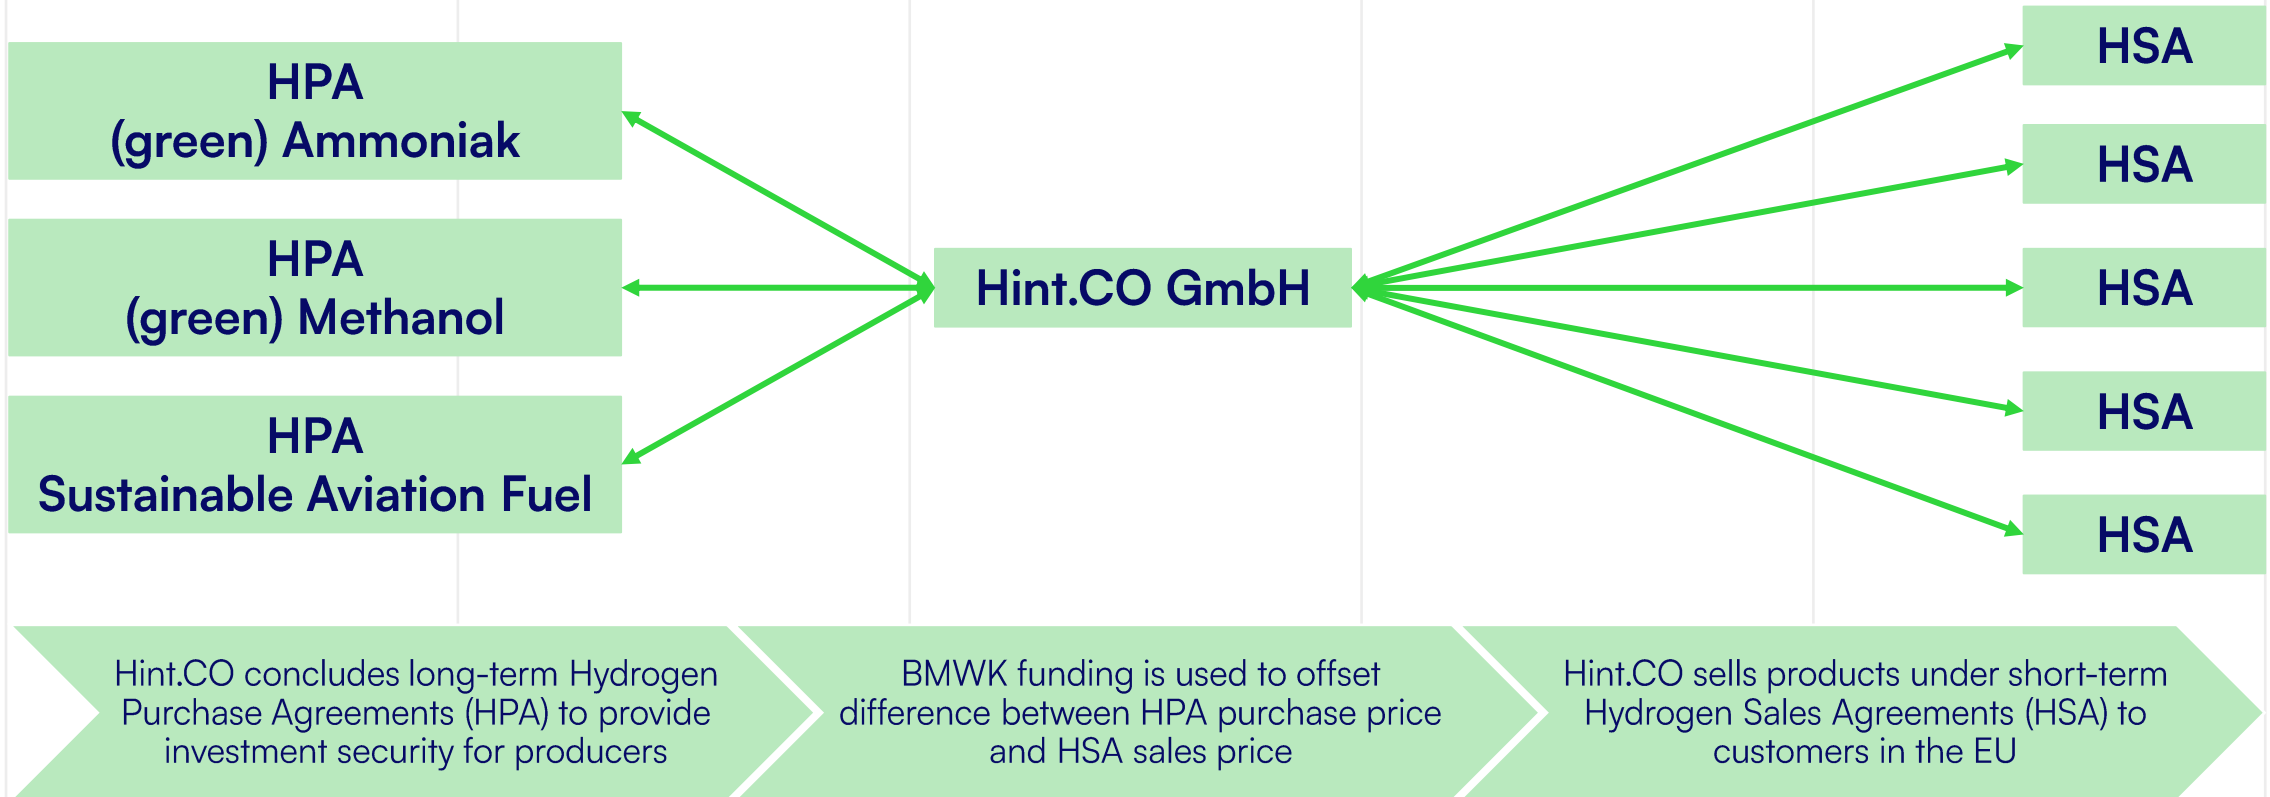 HPA
(green) Ammoniak
HPA
(green) Methanol
HPA
Sustainable Aviation Fuel
Hint.CO GmbH
HSA
HSA
HSA
HSA
HSA
Hint.CO concludes long-term Hydrogen
Purchase Agreements (HPA) to provide
investment security for producers
BMWK funding is used to offset
difference between HPA purchase price
and HSA sales price
Hint.CO sells products under short-term
Hydrogen Sales Agreements (HSA) to
customers in the EU